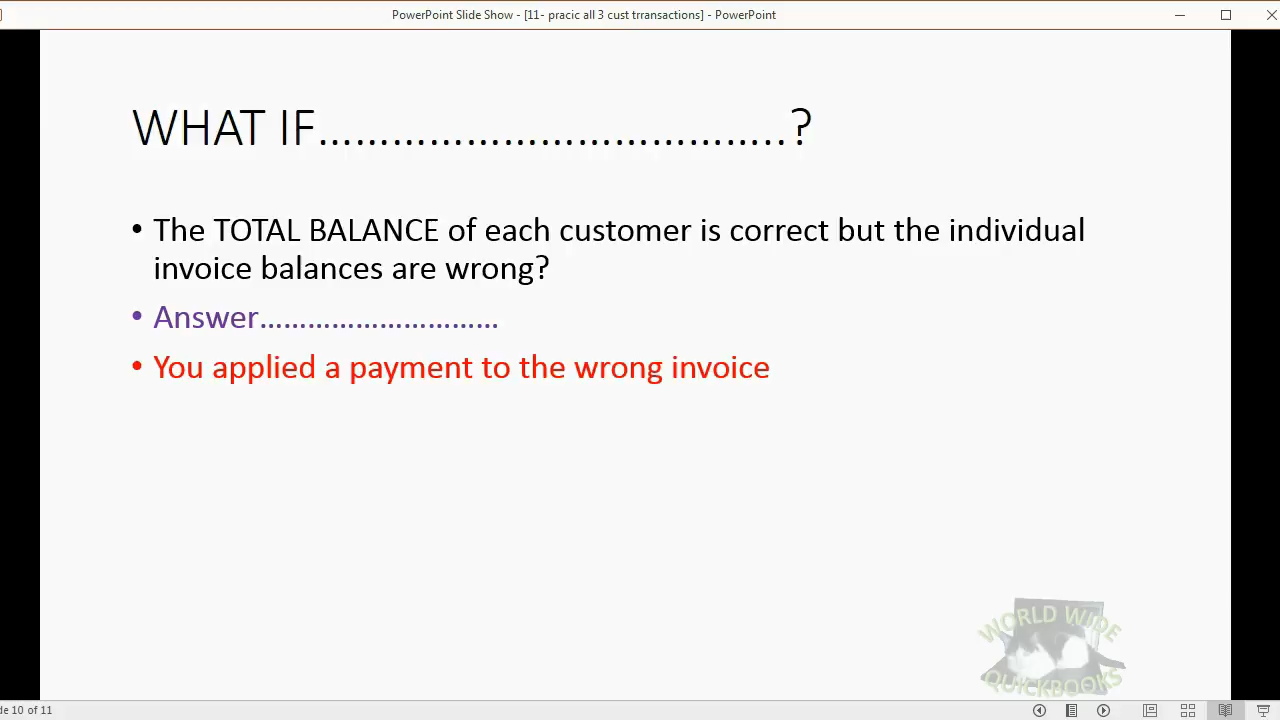 PowerPoint Slide Show - [11- pracic all 3 cust trransactions] - PowerPoint
WHAT IF…………………………………..?
• The TOTAL BALANCE of each customer is correct but the individual
invoice balances are wrong?
• Answer…………………………
• You applied a payment to the wrong invoice
WORLD WIDE
QUICKBOOKS
de 10 of 11